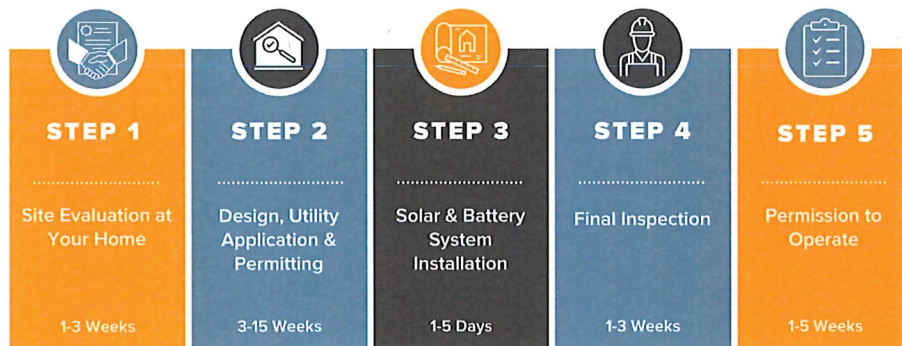 STEP 1
Site Evaluation at
Your Home
1-3 Weeks
STEP 2
Design, Utility
Application &
Permitting
3-15 Weeks
STEP 3
Solar & Battery
System
Installation
1-5 Days
STEP 4
Final Inspection
1-3 Weeks
STEP 5
Permission to
Operate
1-5 Weeks